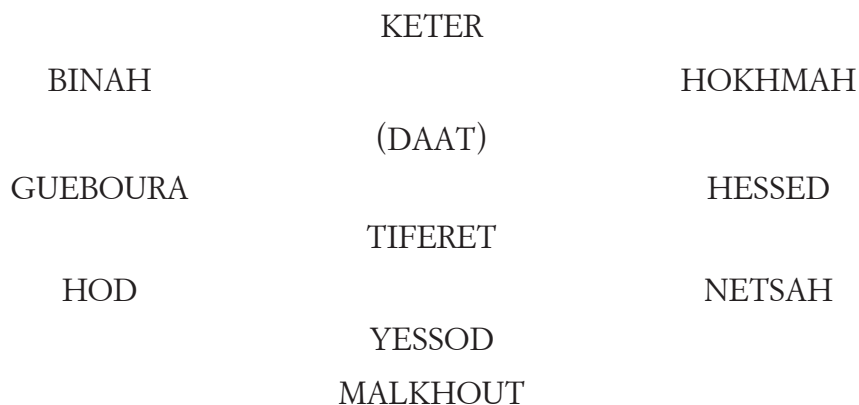 KETER
BINAH HOKHMAH
(DAAT)
GUEBOURA HESSED
TIFERET
HOD NETSAH
YESSOD
MALKHOUT